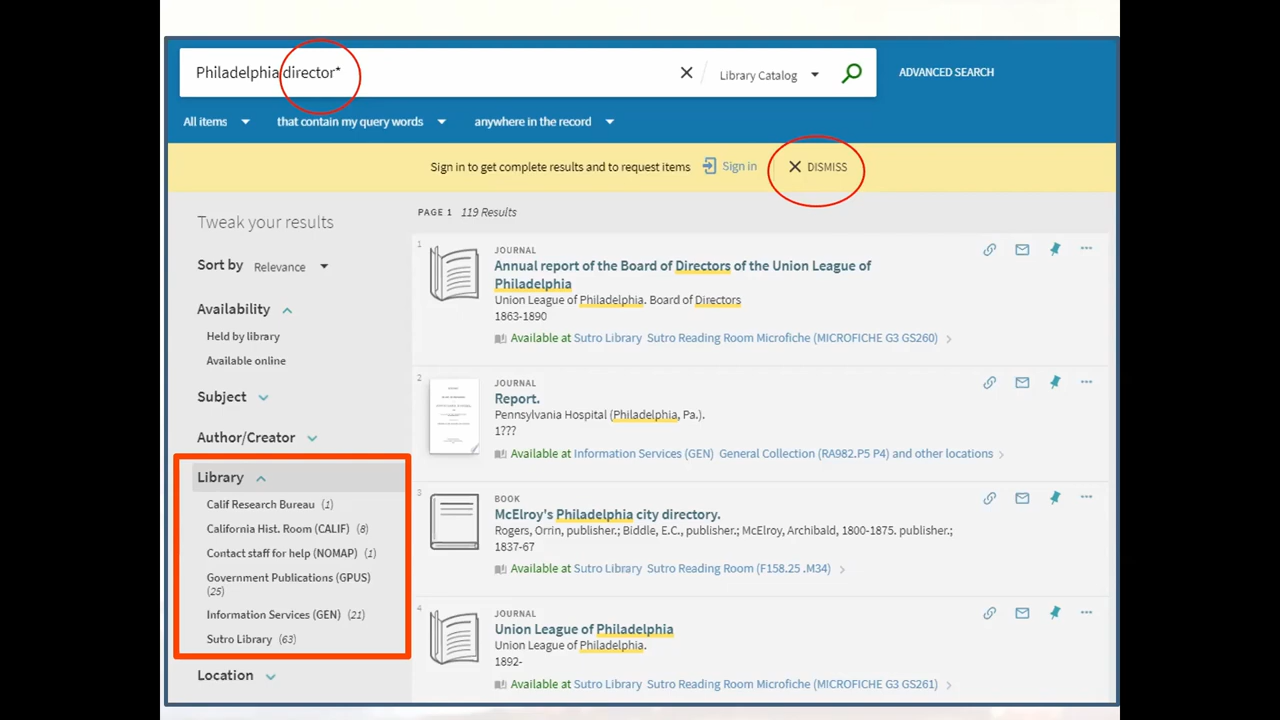 Philadelphia director*
Library Catalog
ADVANCED SEARCH
All items
that contain my query words
anywhere in the record
Sign in to get complete results and to request items
Sign in
DISMISS
Tweak your results
Sort by Relevance
Availability
Held by library
Available online
Subject
Author/Creator
Library
Calif Research Bureau (1)
California Hist. Room (CALIF) (8)
Contact staff for help (NOMAP) (1)
Government Publications (GPUS)
(25)
Information Services (GEN) (21)
Sutro Library (63)
Location
PAGE 1 119 Results
1
JOURNAL
Annual report of the Board of Directors of the Union League of
Philadelphia
Union League of Philadelphia. Board of Directors
1863-1890
Available at Sutro Library Sutro Reading Room Microfiche (MICROFICHE G3 GS260)
2
JOURNAL
Report.
Pennsylvania Hospital (Philadelphia, Pa.).
1???
Available at Information Services (GEN) General Collection (RA982.P5 P4) and other locations
3
BOOK
McElroy's Philadelphia city directory.
Rogers, Orrin, publisher.; Biddle, E.C., publisher.; McElroy, Archibald, 1800-1875. publisher.;
1837-67
Available at Sutro Library Sutro Reading Room (F158.25 .M34)
4
JOURNAL
Union League of Philadelphia
Union League of Philadelphia.
1892-
Available at Sutro Library Sutro Reading Room Microfiche (MICROFICHE G3 GS261)